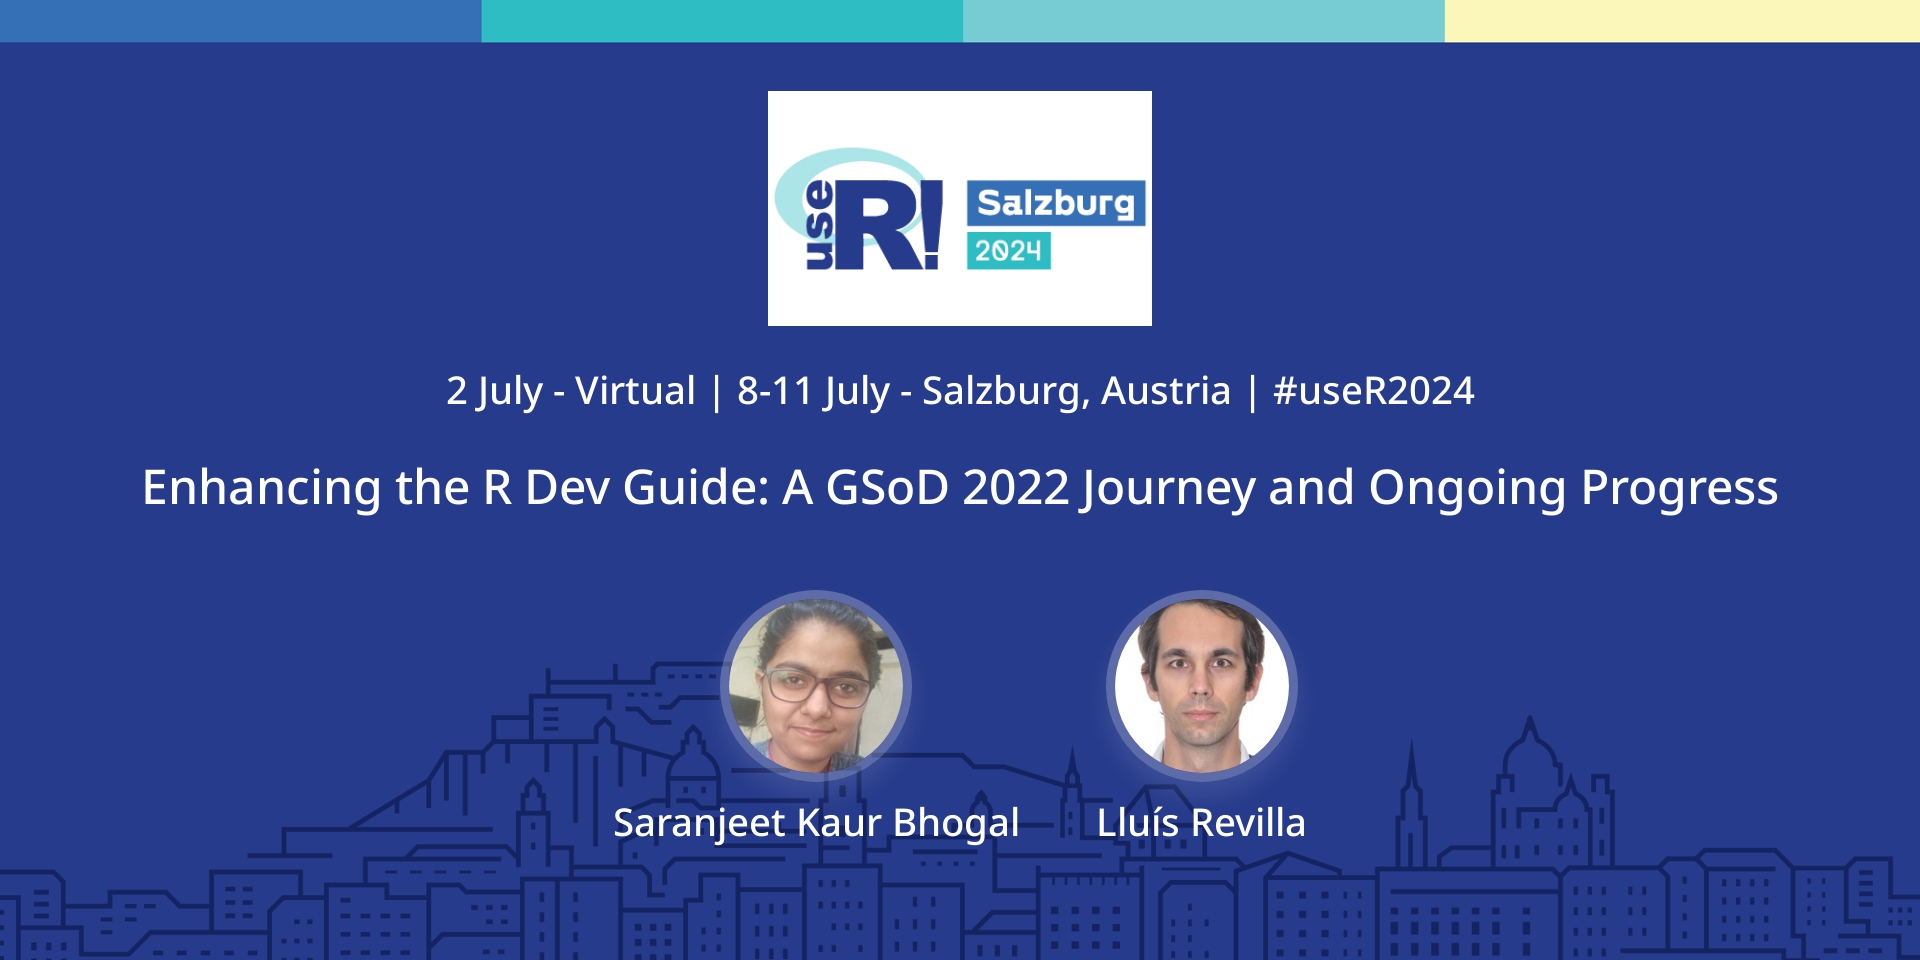 use R!
Salzburg
2024
2 July - Virtual | 8-11 July - Salzburg, Austria | #useR2024
Enhancing the R Dev Guide: A GSoD 2022 Journey and Ongoing Progress
Saranjeet Kaur Bhogal
Lluís Revilla